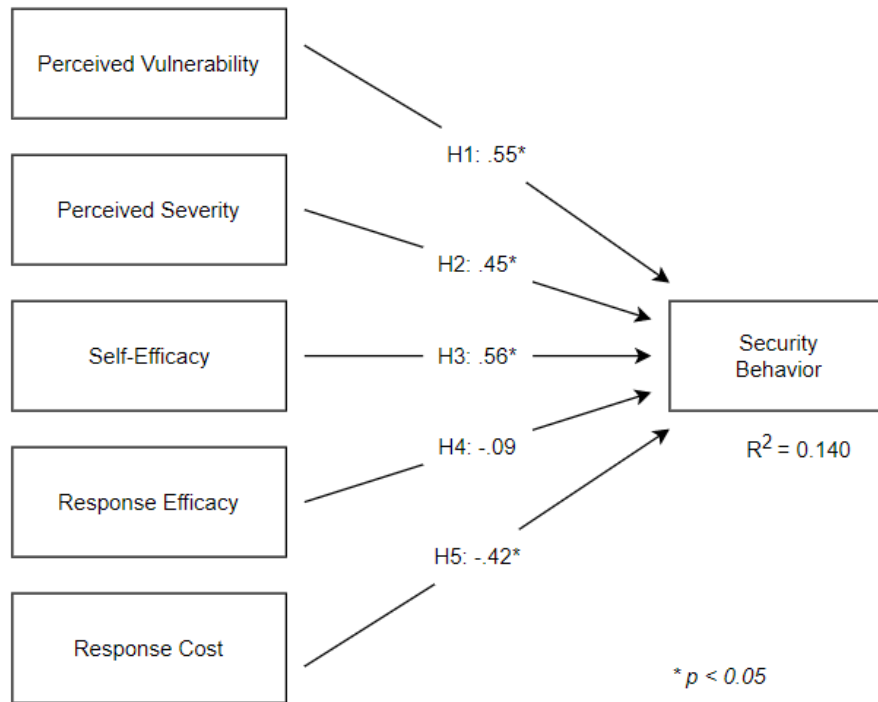 Perceived Vulnerability
H1: .55*
Perceived Severity
H2: .45*
Self-Efficacy
H3: .56*
Security
Behavior
Response Efficacy
H4: -.09
R² = 0.140
H5: -.42*
Response Cost
* p < 0.05